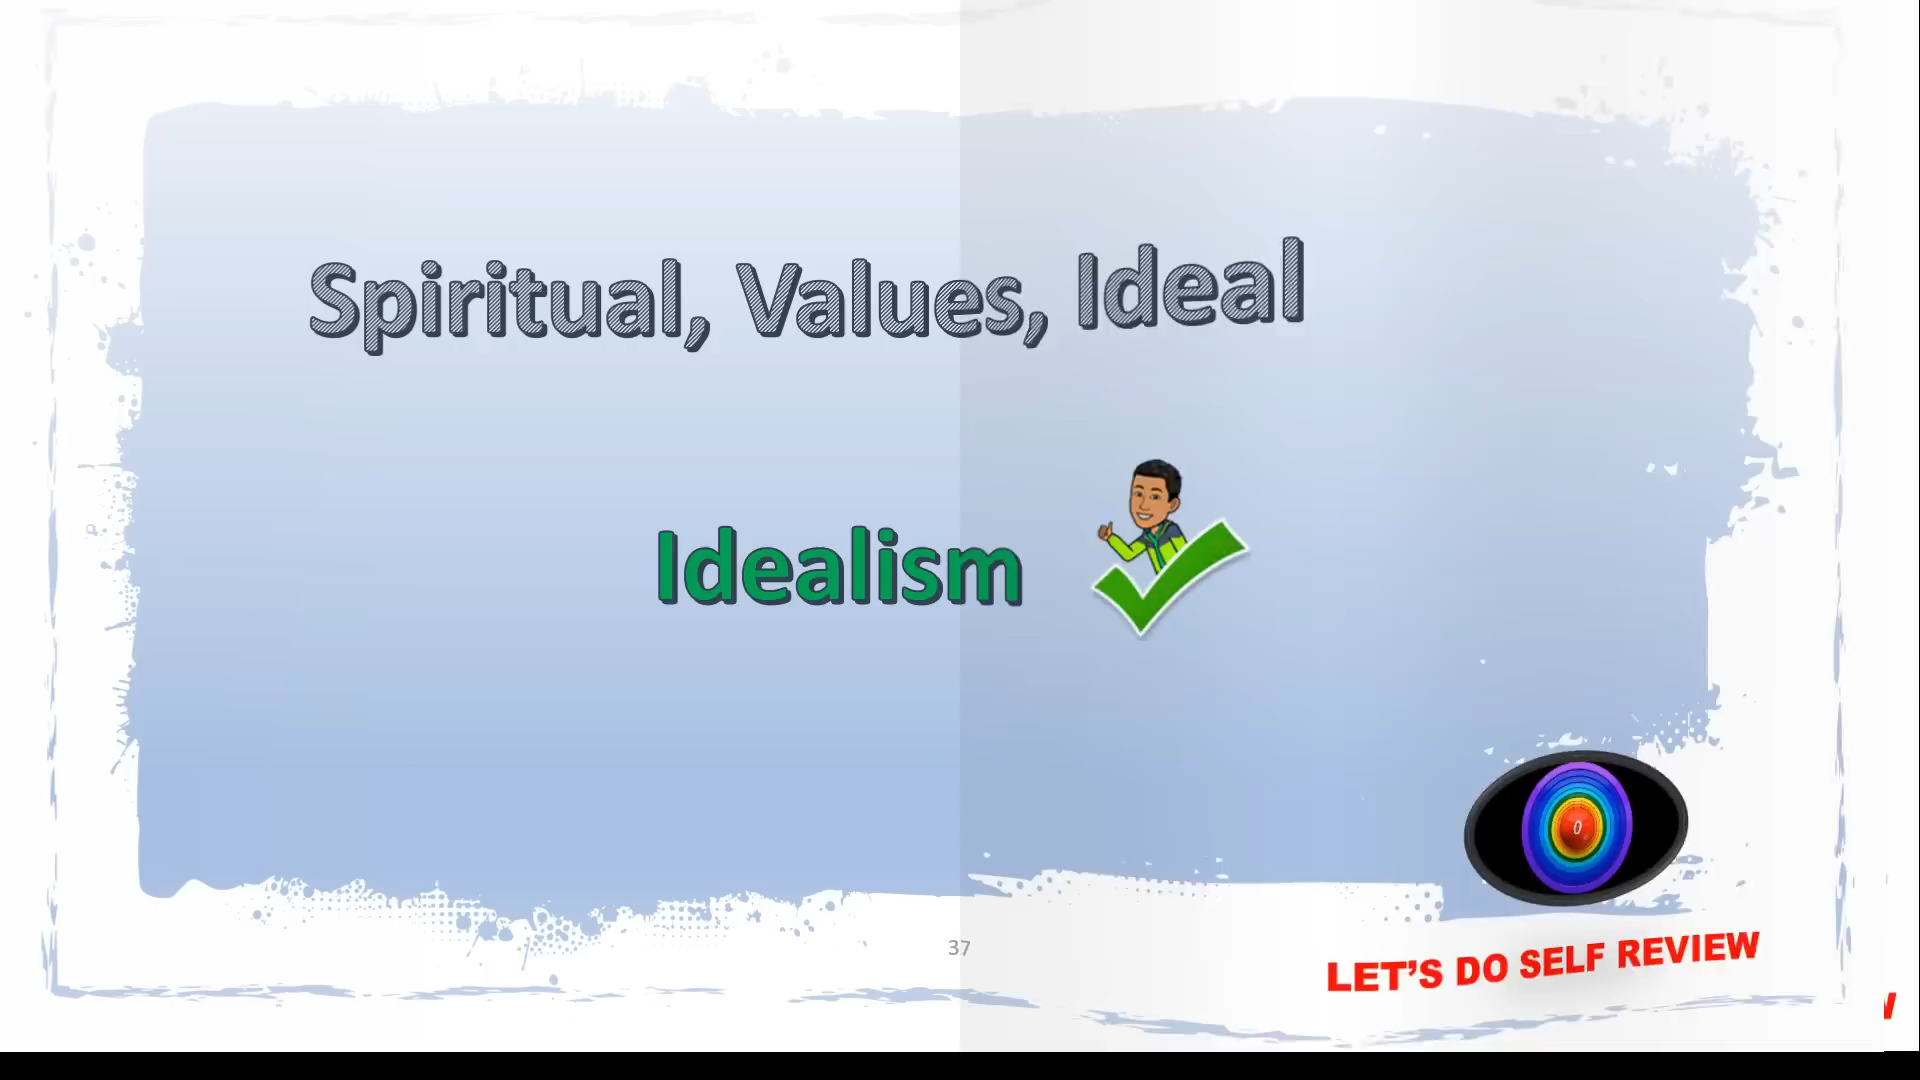 Spiritual, Values, Ideal
Idealism
0
37
LET’S DO SELF REVIEW